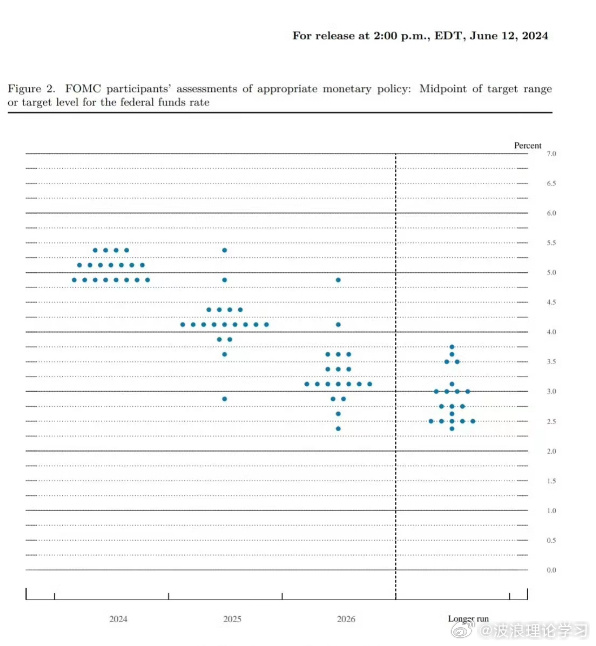 For release at 2:00 p.m., EDT, June 12, 2024
Figure 2. FOMC participants' assessments of appropriate monetary policy: Midpoint of target range
or target level for the federal funds rate
Percent
7.0
6.5
6.0
5.5
5.0
4.5
4.0
3.5
3.0
2.5
2.0
1.5
1.0
0.5
0.0
2024 2025 2026 Longer run
@波浪理论学习